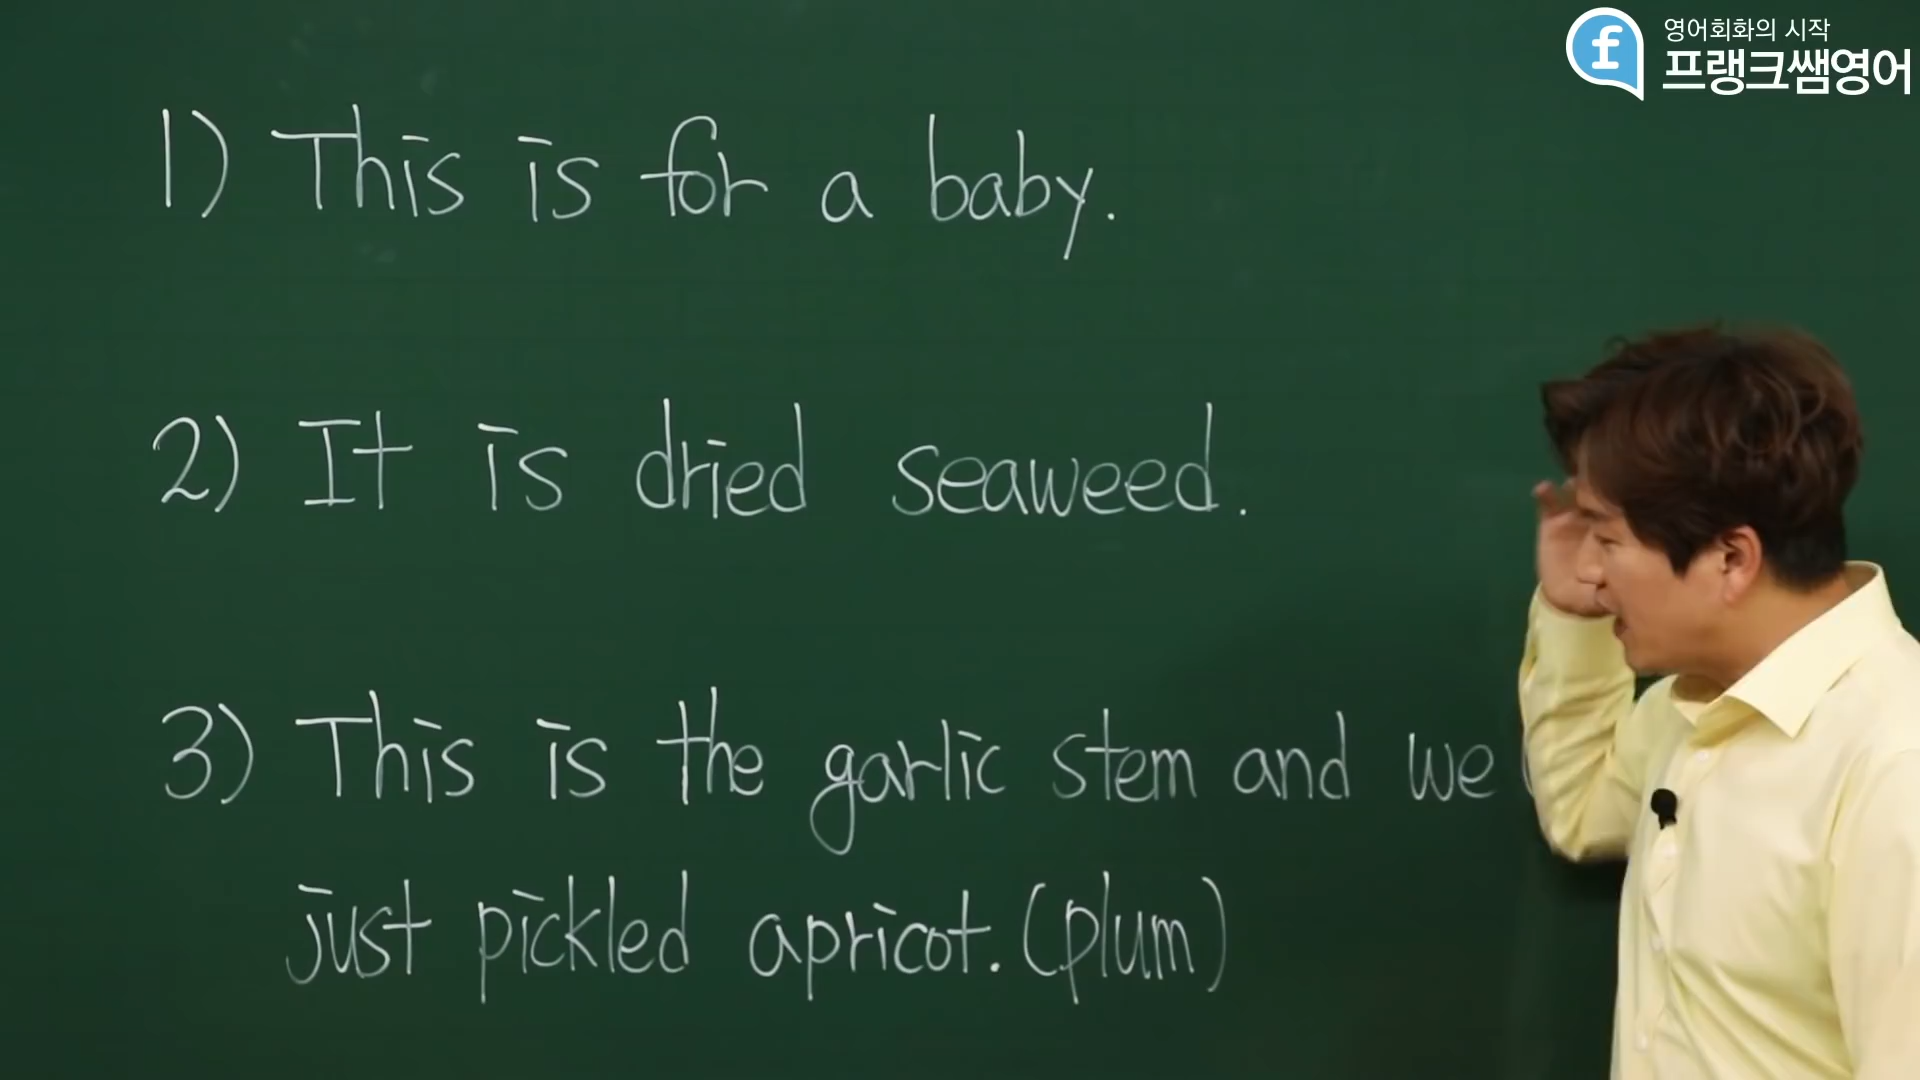 영어회화의 시작
프랭크쌤영어
1) This is for a baby.
2) It is dried seaweed.
3) This is the garlic stem and we
just pickled apricot. (plum)